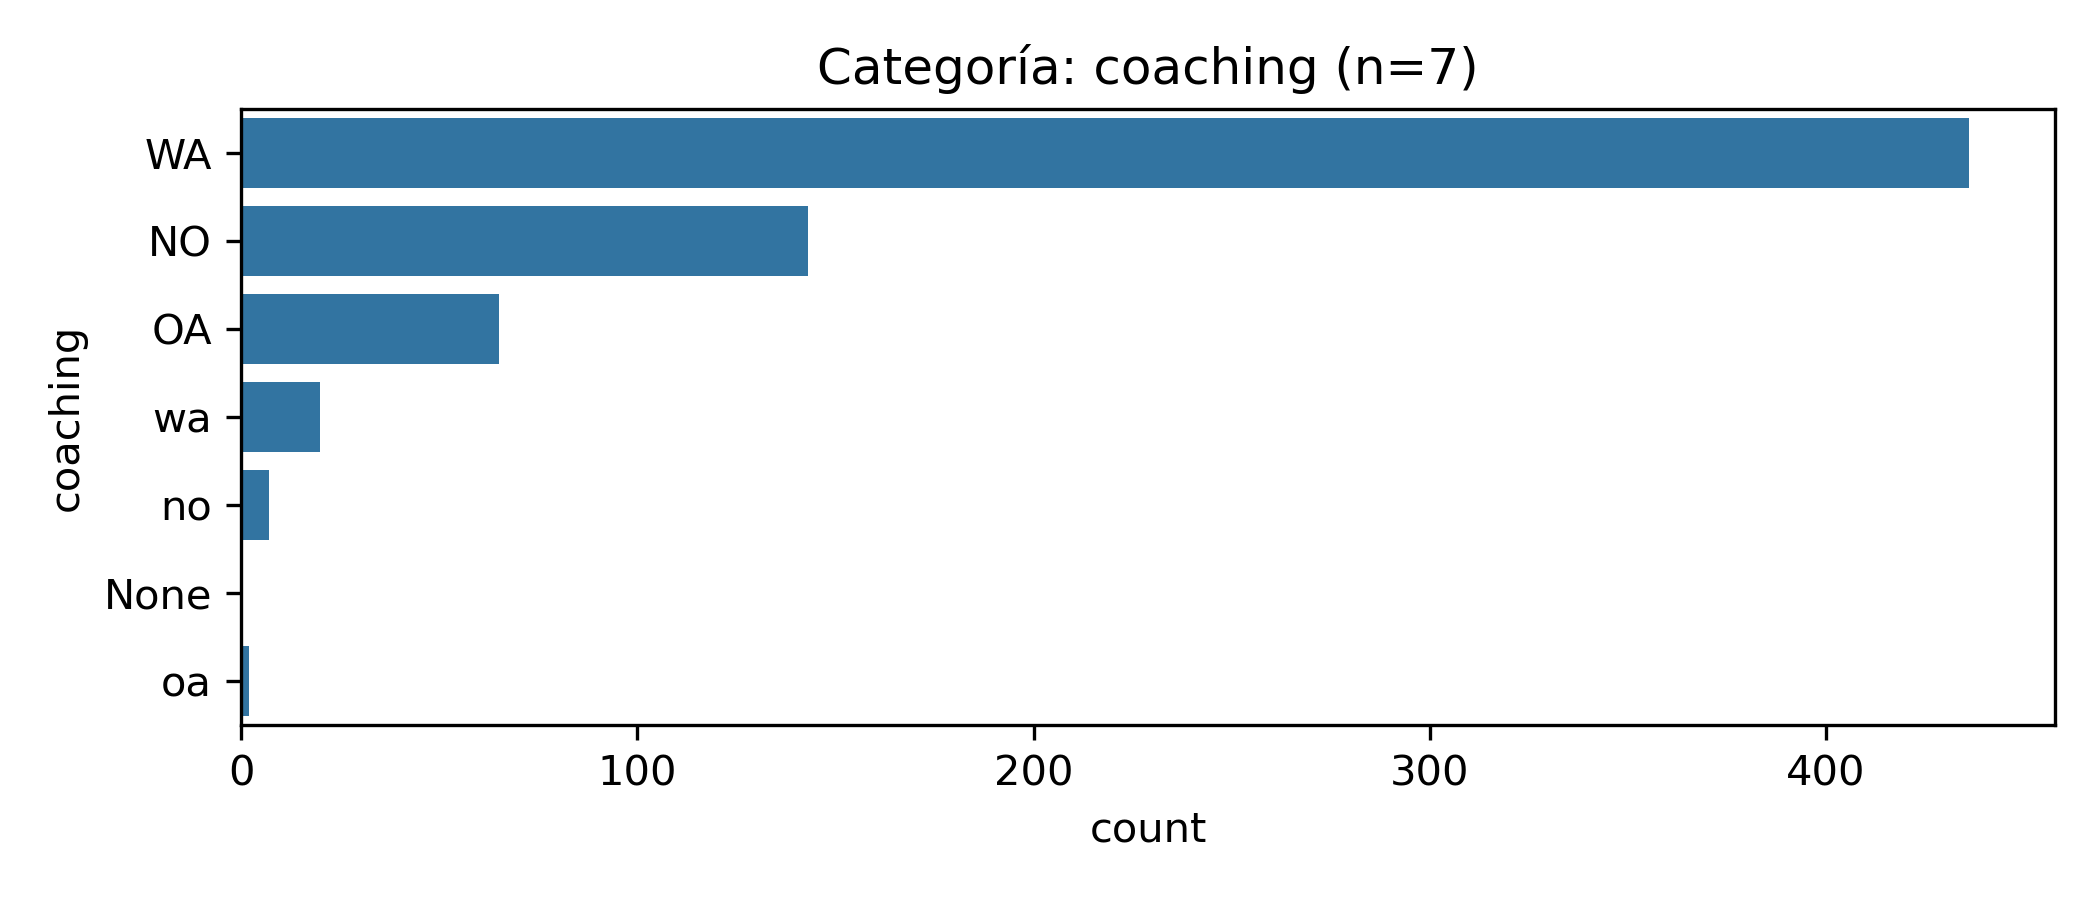 Categoría: coaching (n=7)
coaching
WA
NO
OA
wa
no
None
oa
0 100 200 300 400
count